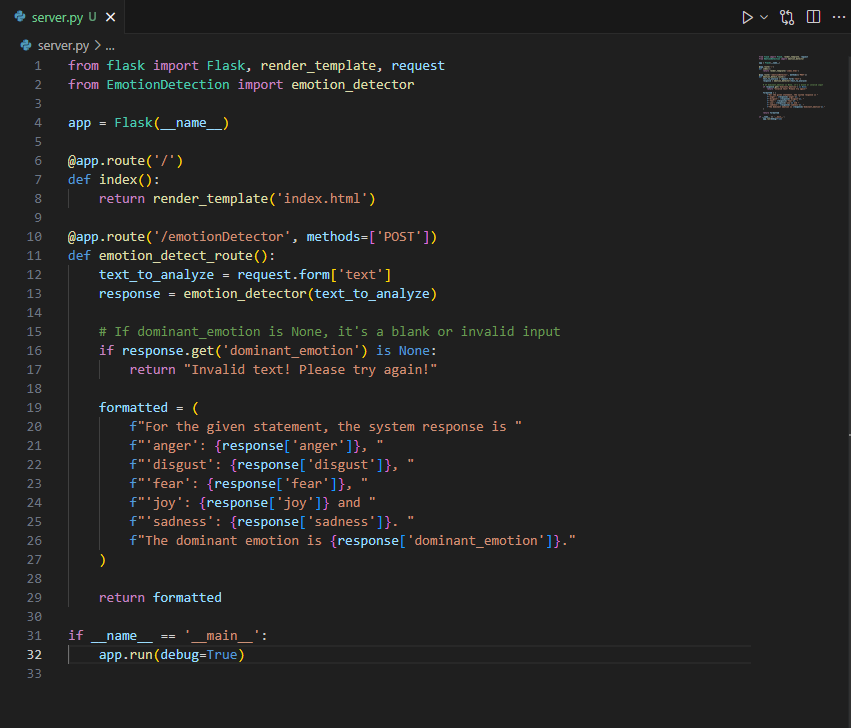 server.py U
server.py > ...
1 from flask import Flask, render_template, request
2 from EmotionDetection import emotion_detector
3
4 app = Flask(__name__)
5
6 @app.route('/')
7 def index():
8     return render_template('index.html')
9
10 @app.route('/emotionDetector', methods=['POST'])
11 def emotion_detect_route():
12     text_to_analyze = request.form['text']
13     response = emotion_detector(text_to_analyze)
14
15     # If dominant_emotion is None, it's a blank or invalid input
16     if response.get('dominant_emotion') is None:
17         return "Invalid text! Please try again!"
18
19     formatted = (
20         f"For the given statement, the system response is "
21         f"'anger': {response['anger']}, "
22         f"'disgust': {response['disgust']}, "
23         f"'fear': {response['fear']}, "
24         f"'joy': {response['joy']} and "
25         f"'sadness': {response['sadness']}. "
26         f"The dominant emotion is {response['dominant_emotion']}."
27     )
28
29     return formatted
30
31 if __name__ == '__main__':
32     app.run(debug=True)
33